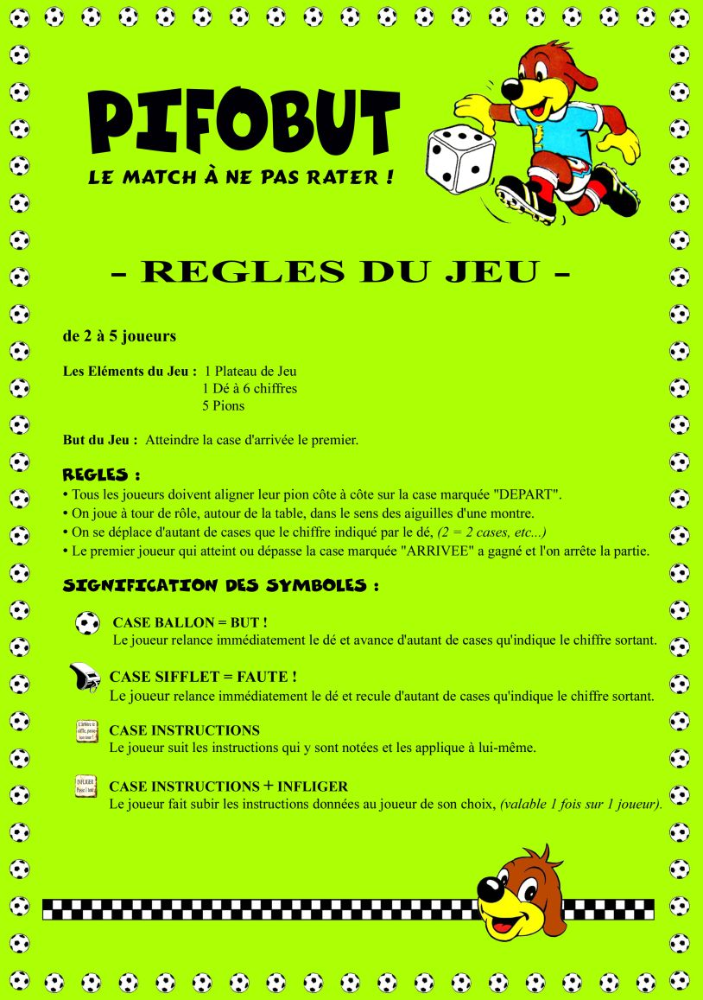 PIFOBUT
LE MATCH À NE PAS RATER !
- REGLES DU JEU -
de 2 à 5 joueurs
Les Eléments du Jeu : 1 Plateau de Jeu
1 Dé à 6 chiffres
5 Pions
But du Jeu : Atteindre la case d'arrivée le premier.
REGLES :
• Tous les joueurs doivent aligner leur pion côte à côte sur la case marquée "DEPART".
• On joue à tour de rôle, autour de la table, dans le sens des aiguilles d'une montre.
• On se déplace d'autant de cases que le chiffre indiqué par le dé, (2 = 2 cases, etc...)
• Le premier joueur qui atteint ou dépasse la case marquée "ARRIVEE" a gagné et l'on arrête la partie.
SIGNIFICATION DES SYMBOLES :
CASE BALLON = BUT !
Le joueur relance immédiatement le dé et avance d'autant de cases qu'indique le chiffre sortant.
CASE SIFFLET = FAUTE !
Le joueur relance immédiatement le dé et recule d'autant de cases qu'indique le chiffre sortant.
L'arbitre te
siffle, passe
ton tour !
CASE INSTRUCTIONS
Le joueur suit les instructions qui y sont notées et les applique à lui-même.
INFLIGER
Passe 1 tour
CASE INSTRUCTIONS + INFLIGER
Le joueur fait subir les instructions données au joueur de son choix, (valable 1 fois sur 1 joueur).